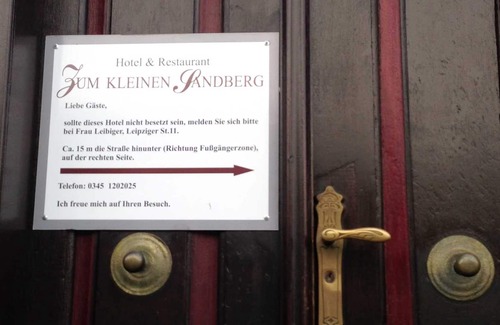 Hotel & Restaurant
ZUM KLEINEN SANDBERG
Liebe Gäste,
sollte dieses Hotel nicht besetzt sein, melden Sie sich bitte
bei Frau Leibiger, Leipziger St.11.
Ca. 15 m die Straße hinunter (Richtung Fußgängerzone),
auf der rechten Seite.
Telefon: 0345 1202025
Ich freue mich auf Ihren Besuch.